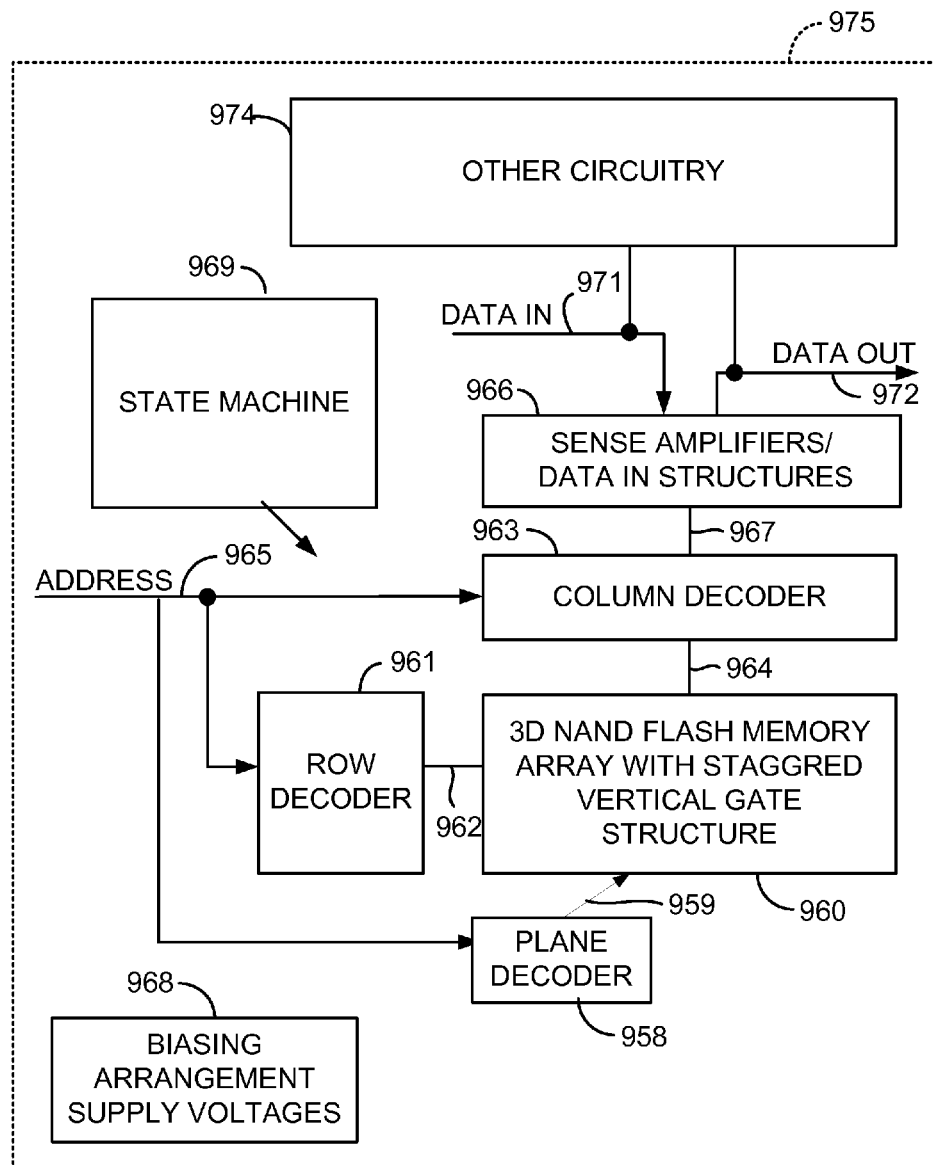 975
974
OTHER CIRCUITRY
969
971
DATA IN
DATA OUT
972
STATE MACHINE
966
SENSE AMPLIFIERS/
DATA IN STRUCTURES
963
967
965
ADDRESS
COLUMN DECODER
961
964
ROW
DECODER
962
3D NAND FLASH MEMORY
ARRAY WITH STAGGRED
VERTICAL GATE
STRUCTURE
959
960
PLANE
DECODER
958
968
BIASING
ARRANGEMENT
SUPPLY VOLTAGES